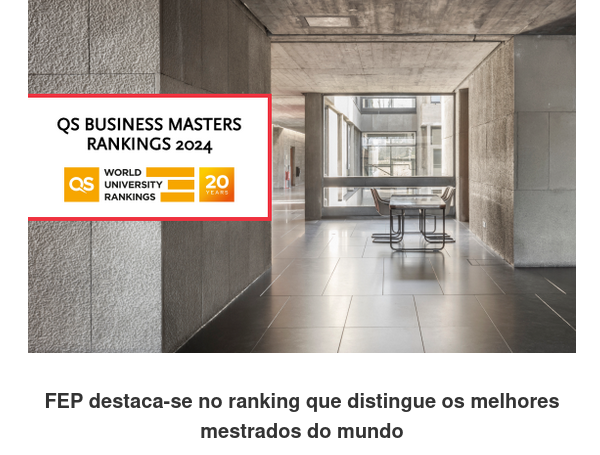 QS BUSINESS MASTERS
RANKINGS 2024
QS
WORLD
UNIVERSITY
RANKINGS
20
YEARS
FEP destaca-se no ranking que distingue os melhores
mestrados do mundo